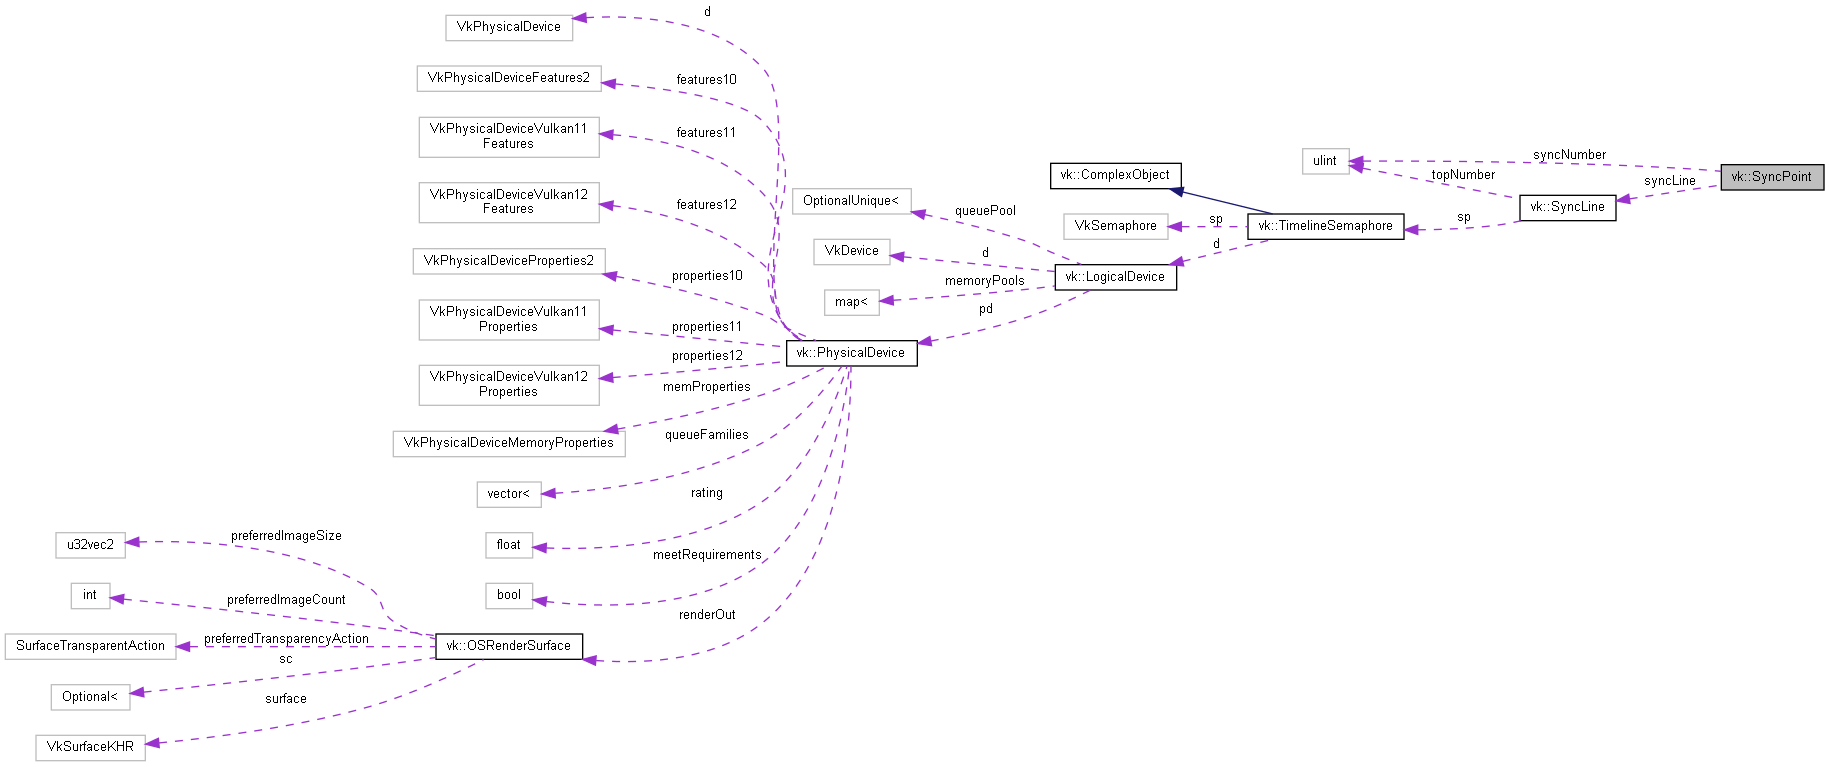 d
VkPhysicalDevice
VkPhysicalDeviceFeatures2
features10
VkPhysicalDeviceVulkan11
Features
features11
VkPhysicalDeviceVulkan12
Features
features12
VkPhysicalDeviceProperties2
properties10
VkPhysicalDeviceVulkan11
Properties
properties11
VkPhysicalDeviceVulkan12
Properties
properties12
memProperties
VkPhysicalDeviceMemoryProperties
queueFamilies
vector<
rating
float
meetRequirements
bool
renderOut
u32vec2
preferredImageSize
int
preferredImageCount
SurfaceTransparentAction
preferredTransparencyAction
vk::OSRenderSurface
sc
Optional<
surface
VkSurfaceKHR
vk::PhysicalDevice
OptionalUnique<
queuePool
VkDevice
d
map<
memoryPools
pd
vk::LogicalDevice
vk::ComplexObject
VkSemaphore
sp
d
vk::TimelineSemaphore
ulint
syncNumber
topNumber
sp
vk::SyncLine
syncLine
vk::SyncPoint